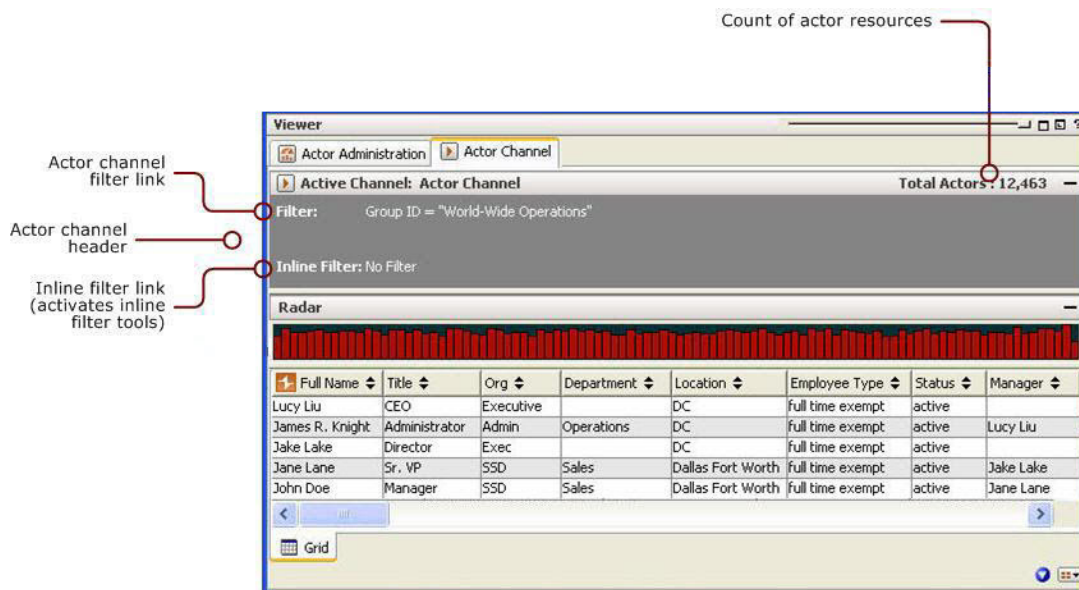 Count of actor resources
Viewer
Actor Administration
Actor Channel
Actor channel
filter link
Active Channel: Actor Channel
Total Actors : 12,463
Filter: Group ID = "World-Wide Operations"
Actor channel
header
Inline Filter: No Filter
Inline filter link
(activates inline
filter tools)
Radar
Full Name Title Org Department Location Employee Type Status Manager
Lucy Liu CEO Executive DC full time exempt active
James R. Knight Administrator Admin Operations DC full time exempt active Lucy Liu
Jake Lake Director Exec DC full time exempt active
Jane Lane Sr. VP SSD Sales Dallas Fort Worth full time exempt active Jake Lake
John Doe Manager SSD Sales Dallas Fort Worth full time exempt active Jane Lane
Grid